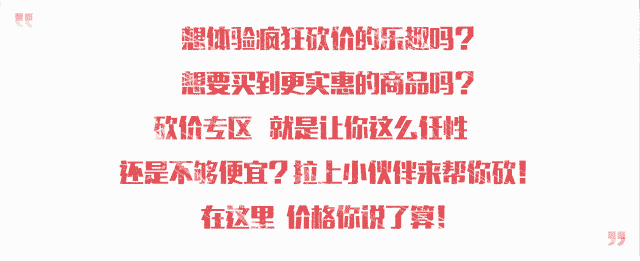 想体验疯狂砍价的乐趣吗？
想要买到更实惠的商品吗？
砍价专区 就是让你这么任性
还是不够便宜？拉上小伙伴来帮你砍！
在这里 价格你说了算！